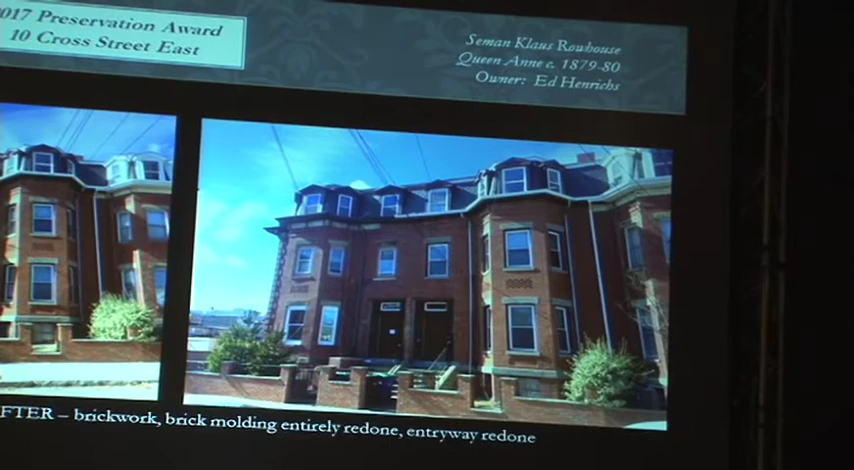 017 Preservation Award
10 Cross Street East
Seman Klaus Rowhouse
Queen Anne c. 1879-80
Owner: Ed Henrichs
FTER – brickwork, brick molding entirely redone, entryway redone